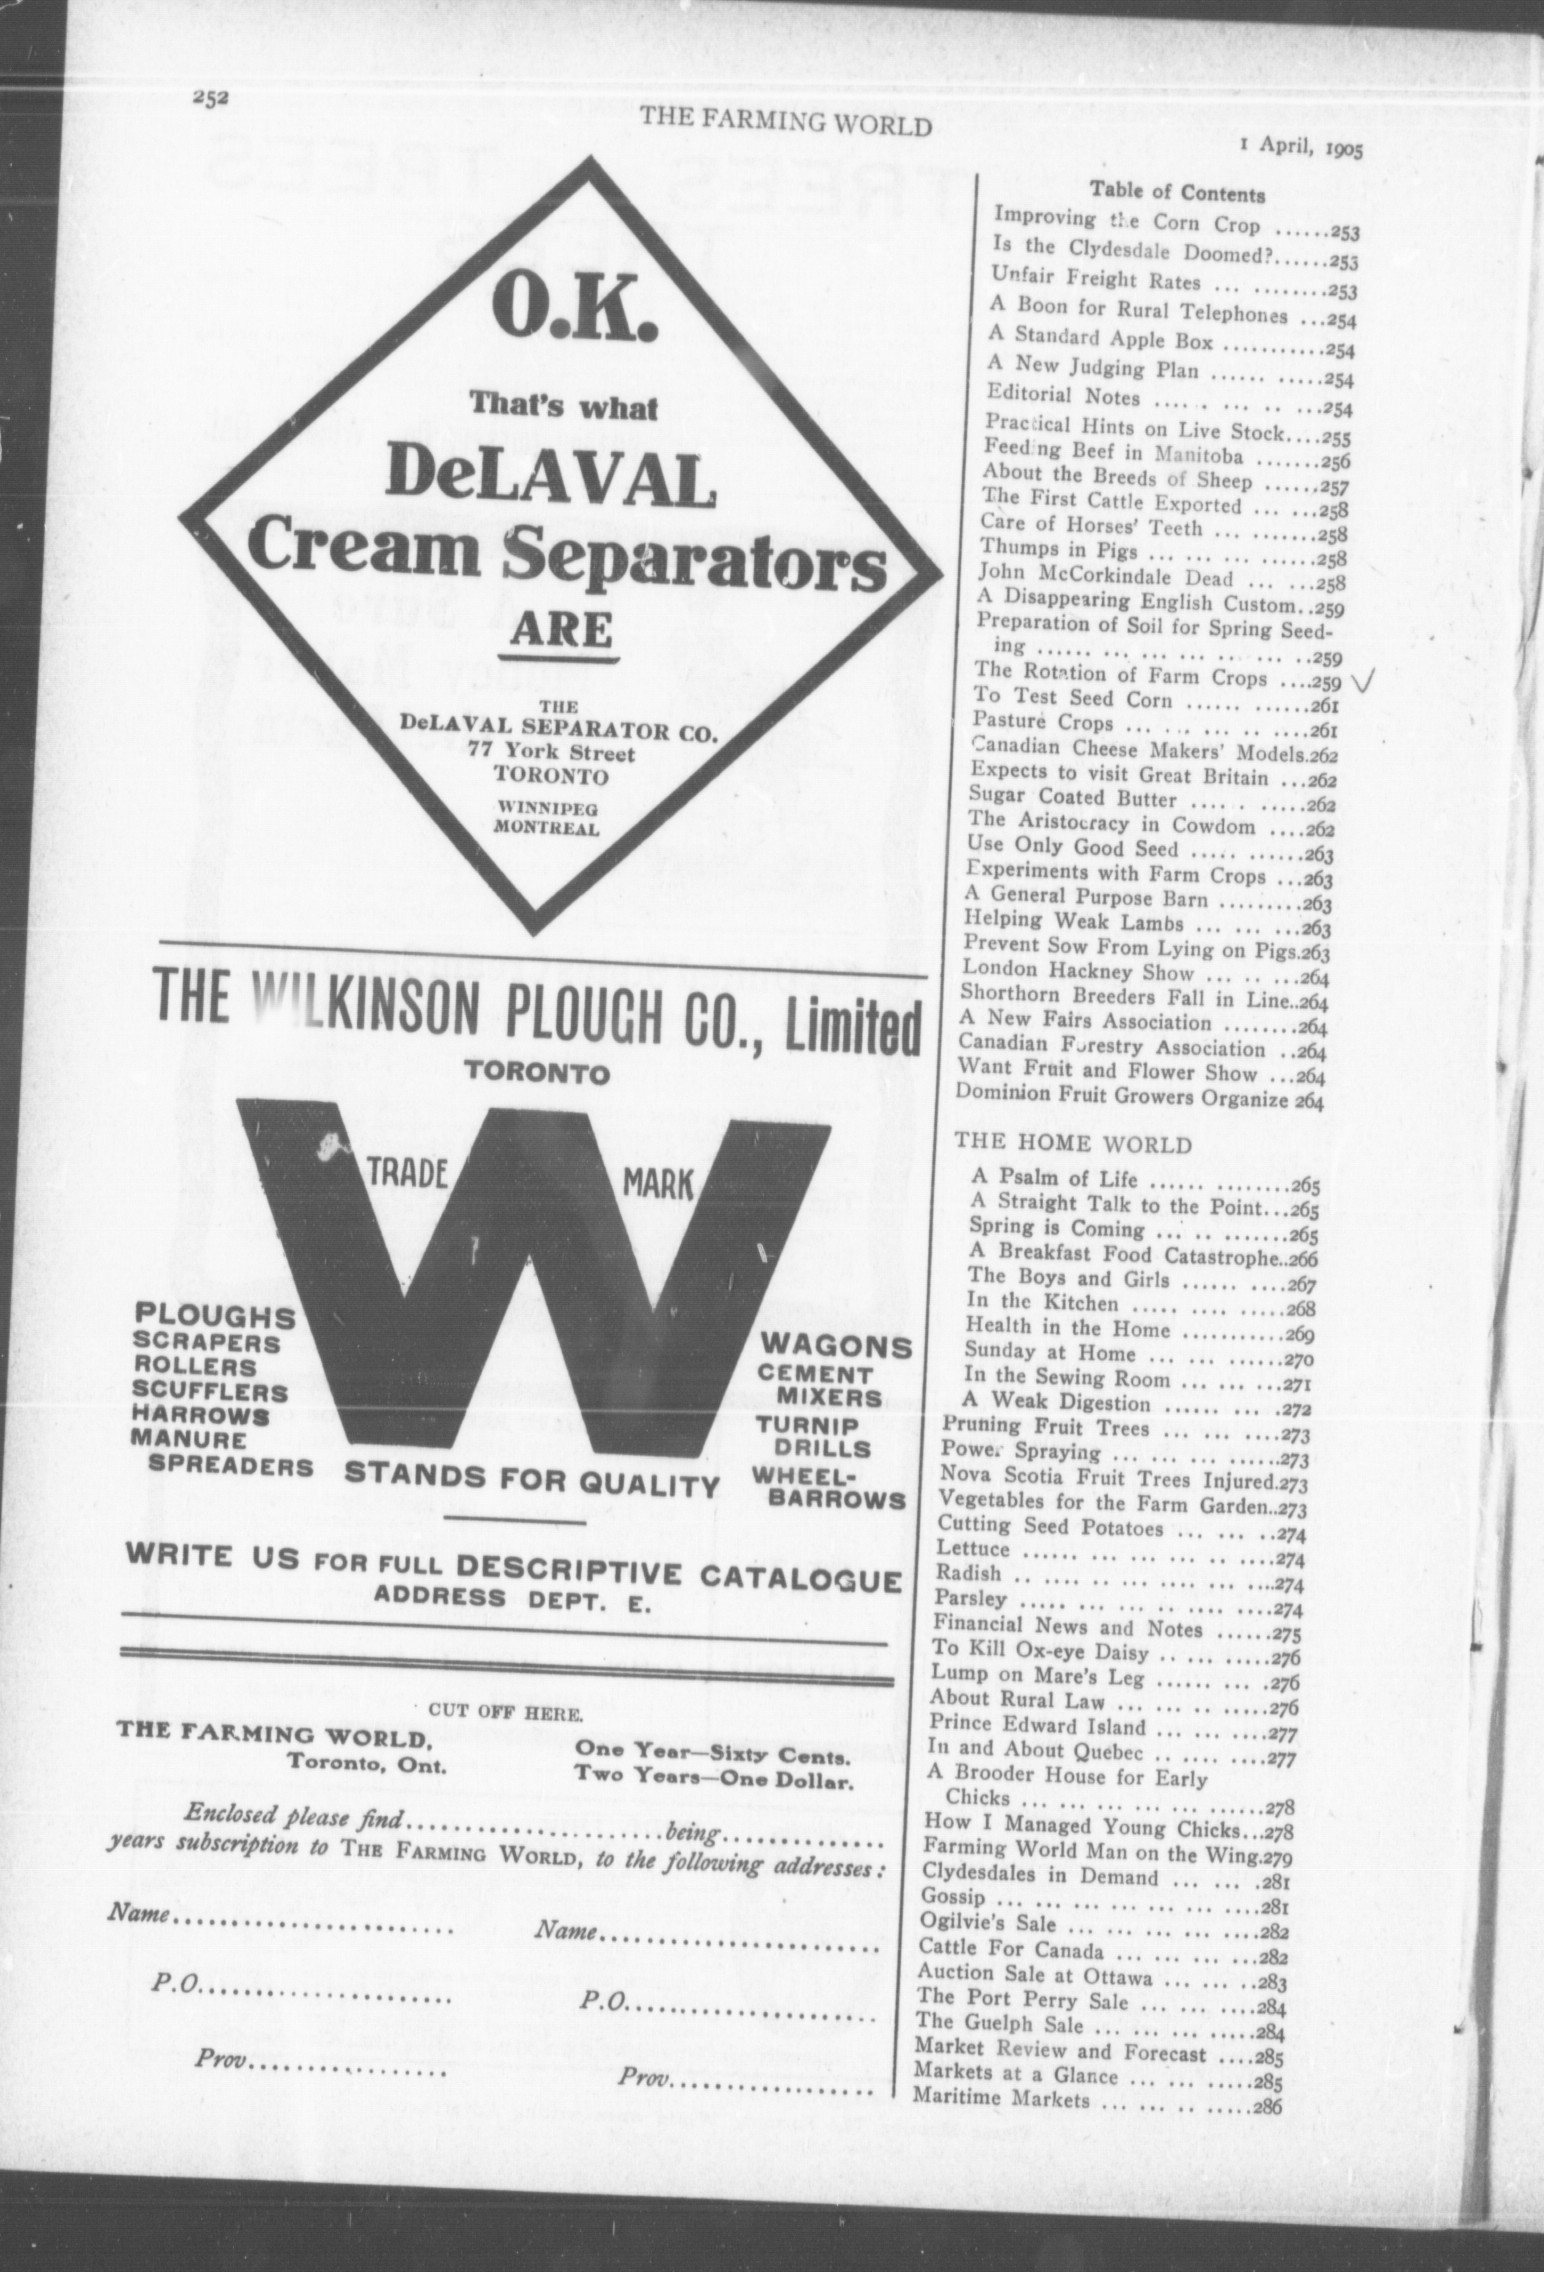 252
THE FARMING WORLD
1 April, 1905
O.K.
That's what
DeLAVAL
Cream Separators
ARE
THE
DeLAVAL SEPARATOR CO.
77 York Street
TORONTO
WINNIPEG
MONTREAL
THE WILKINSON PLOUGH CO., Limited
TORONTO
TRADE MARK
W
PLOUGHS
SCRAPERS
ROLLERS
SCUFFLERS
HARROWS
MANURE
SPREADERS
STANDS FOR QUALITY
WAGONS
CEMENT
MIXERS
TURNIP
DRILLS
WHEEL-
BARROWS
WRITE US FOR FULL DESCRIPTIVE CATALOGUE
ADDRESS DEPT. E.
CUT OFF HERE.
THE FARMING WORLD,
Toronto, Ont.
One Year—Sixty Cents.
Two Years—One Dollar.
Enclosed please find......................being..............
years subscription to THE FARMING WORLD, to the following addresses:
Name........................ Name........................
P.O...................... P.O......................
Prov.................. Prov..................
Table of Contents
Improving the Corn Crop ......253
Is the Clydesdale Doomed?......253
Unfair Freight Rates ... .........253
A Boon for Rural Telephones ...254
A Standard Apple Box ...........254
A New Judging Plan ...... .....254
Editorial Notes .... . ... .. ...254
Practical Hints on Live Stock....255
Feeding Beef in Manitoba .......256
About the Breeds of Sheep ......257
The First Cattle Exported ... ...258
Care of Horses' Teeth ... .......258
Thumps in Pigs ... ... ... ......258
John McCorkindale Dead ... ...258
A Disappearing English Custom..259
Preparation of Soil for Spring Seed-
ing ...... ... ... ... .. ... ..259
The Rotation of Farm Crops ....259
To Test Seed Corn ...... ......261
Pasture Crops ... ... ... .. ....261
Canadian Cheese Makers' Models.262
Expects to visit Great Britain ...262
Sugar Coated Butter .... . .....262
The Aristocracy in Cowdom ....262
Use Only Good Seed ..... ......263
Experiments with Farm Crops ...263
A General Purpose Barn .........263
Helping Weak Lambs ... ... ...263
Prevent Sow From Lying on Pigs.263
London Hackney Show ... .. ...264
Shorthorn Breeders Fall in Line..264
A New Fairs Association ........264
Canadian Forestry Association ..264
Want Fruit and Flower Show ...264
Dominion Fruit Growers Organize 264
THE HOME WORLD
A Psalm of Life ...... ........265
A Straight Talk to the Point...265
Spring is Coming ... .. .......265
A Breakfast Food Catastrophe..266
The Boys and Girls ...... ....267
In the Kitchen ..... .... .....268
Health in the Home ...........269
Sunday at Home ... ... ......270
In the Sewing Room ... ... ...271
A Weak Digestion ...... ... .272
Pruning Fruit Trees ... ... ....273
Power Spraying ... ... ... ......273
Nova Scotia Fruit Trees Injured.273
Vegetables for the Farm Garden..273
Cutting Seed Potatoes ... ... ..274
Lettuce ...... ... ... ... .. ....274
Radish .. .... .. ... .... ... ....274
Parsley ..... ... ... .. .... ....274
Financial News and Notes ......275
To Kill Ox-eye Daisy .. ... .....276
Lump on Mare's Leg ...... ... .276
About Rural Law ... ... .. .....276
Prince Edward Island ... ... ....277
In and About Quebec .. .... ....277
A Brooder House for Early
Chicks ... ... ... ... ... ......278
How I Managed Young Chicks...278
Farming World Man on the Wing.279
Clydesdales in Demand ... ... .281
Gossip ... ... ... ... ... ... ....281
Ogilvie's Sale ... ... ... ... ....282
Cattle For Canada ... ... ... ...282
Auction Sale at Ottawa ... ... ..283
The Port Perry Sale ... ... ....284
The Guelph Sale ... ... ... .....284
Market Review and Forecast ....285
Markets at a Glance ... ... .....285
Maritime Markets ... ... .. .....286